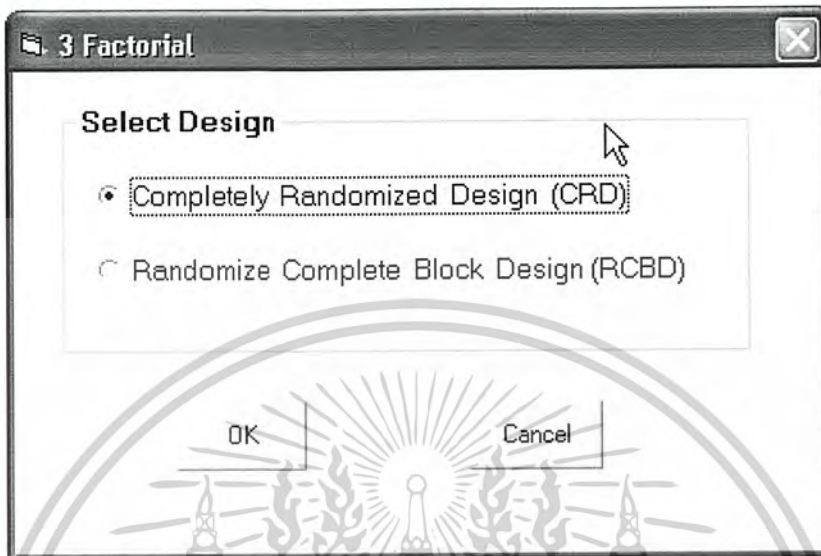 3 Factorial
Select Design
Completely Randomized Design (CRD)
Randomize Complete Block Design (RCBD)
OK
Cancel